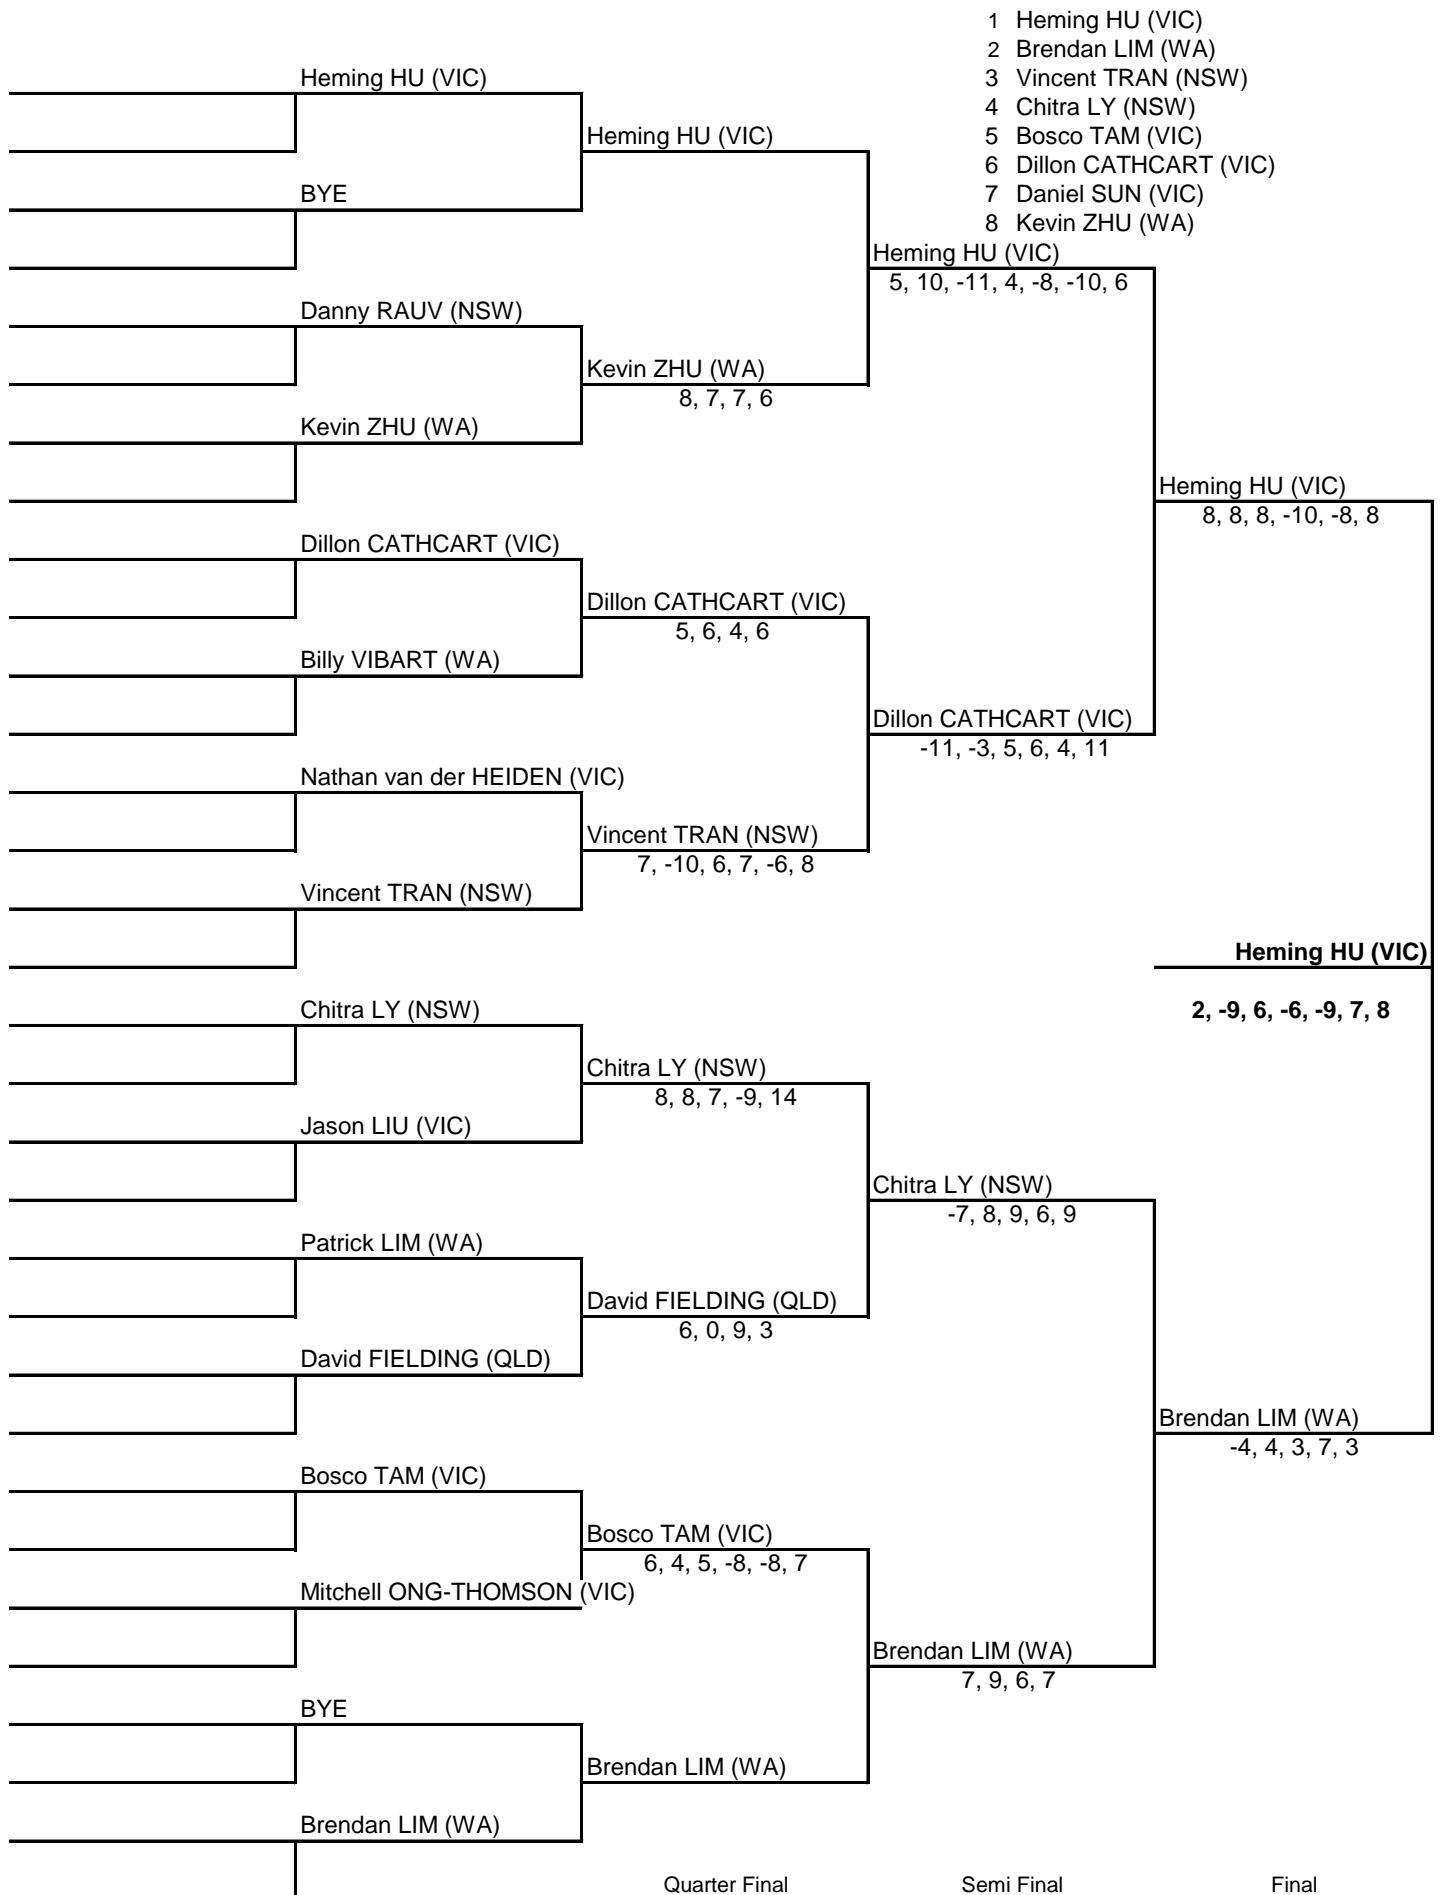 1 Heming HU (VIC)
2 Brendan LIM (WA)
3 Vincent TRAN (NSW)
4 Chitra LY (NSW)
5 Bosco TAM (VIC)
6 Dillon CATHCART (VIC)
7 Daniel SUN (VIC)
8 Kevin ZHU (WA)
Heming HU (VIC)
BYE
Danny RAUV (NSW)
Kevin ZHU (WA)
Dillon CATHCART (VIC)
Billy VIBART (WA)
Nathan van der HEIDEN (VIC)
Vincent TRAN (NSW)
Chitra LY (NSW)
Jason LIU (VIC)
Patrick LIM (WA)
David FIELDING (QLD)
Bosco TAM (VIC)
Mitchell ONG-THOMSON (VIC)
BYE
Brendan LIM (WA)
Heming HU (VIC)
Kevin ZHU (WA)
8, 7, 7, 6
Dillon CATHCART (VIC)
5, 6, 4, 6
Vincent TRAN (NSW)
7, -10, 6, 7, -6, 8
Chitra LY (NSW)
8, 8, 7, -9, 14
David FIELDING (QLD)
6, 0, 9, 3
Bosco TAM (VIC)
6, 4, 5, -8, -8, 7
Brendan LIM (WA)
Quarter Final
Heming HU (VIC)
5, 10, -11, 4, -8, -10, 6
Dillon CATHCART (VIC)
-11, -3, 5, 6, 4, 11
Chitra LY (NSW)
-7, 8, 9, 6, 9
Brendan LIM (WA)
7, 9, 6, 7
Semi Final
Heming HU (VIC)
8, 8, 8, -10, -8, 8
Heming HU (VIC)
2, -9, 6, -6, -9, 7, 8
Brendan LIM (WA)
-4, 4, 3, 7, 3
Final